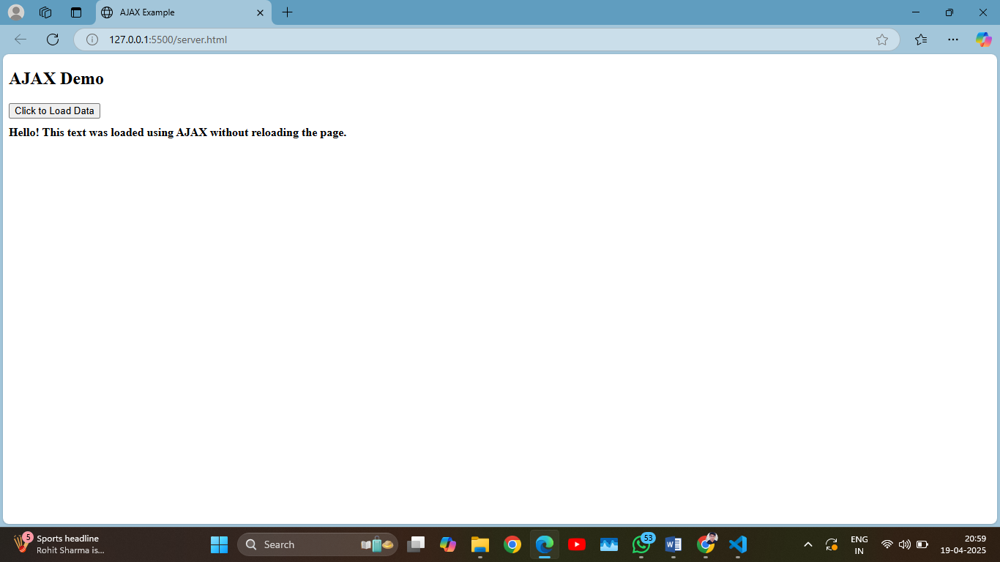 AJAX Example
127.0.0.1:5500/server.html
AJAX Demo
Click to Load Data
Hello! This text was loaded using AJAX without reloading the page.
5
Sports headline
Rohit Sharma is...
Search
53
ENG
IN
20:59
19-04-2025